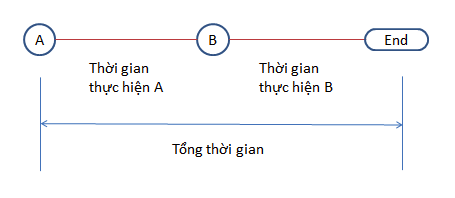 A
B
End
Thời gian
thực hiện A
Thời gian
thực hiện B
Tổng thời gian